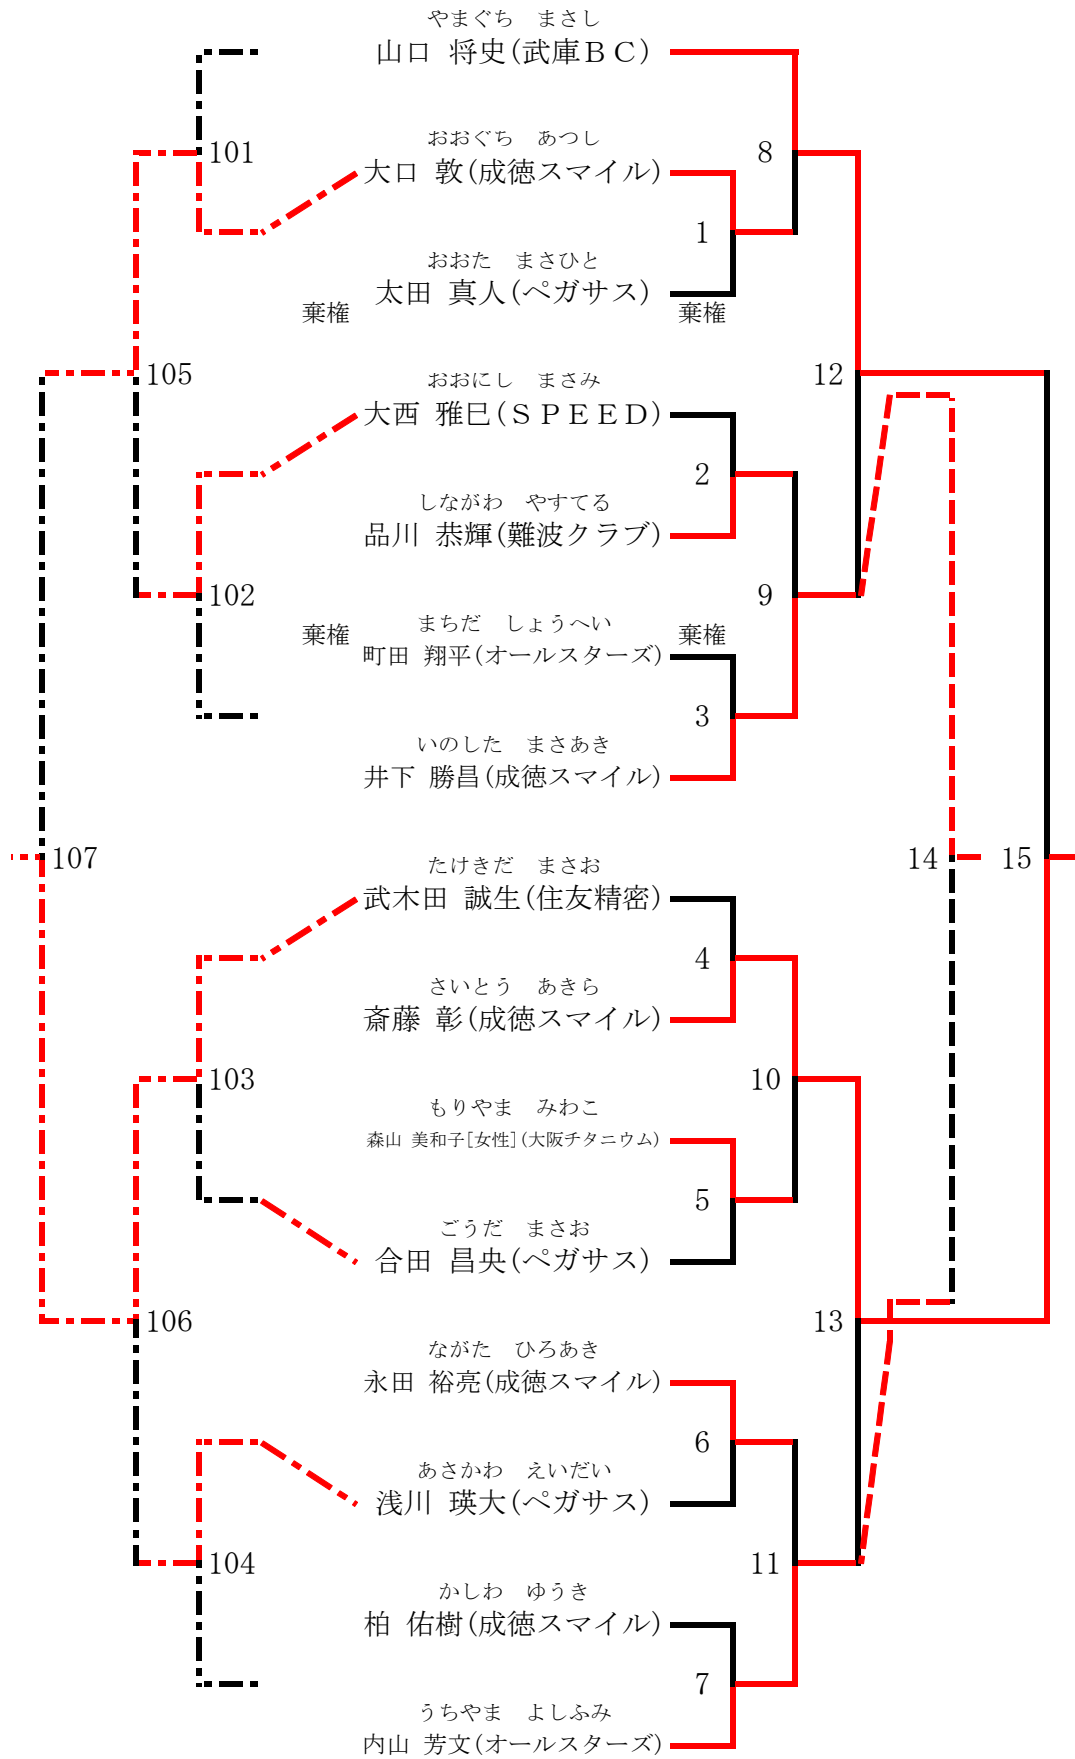 やまぐち　まさし
山口 将史(武庫ＢＣ)
おおぐち　あつし
101
8
大口 敦(成徳スマイル)
1
おおた　まさひと
太田 真人(ペガサス)
棄権
棄権
105
おおにし　まさみ
12
大西 雅巳(ＳＰＥＥＤ)
2
しながわ　やすてる
品川 恭輝(難波クラブ)
102
9
まちだ　しょうへい
棄権
棄権
町田 翔平(オールスターズ)
3
いのした　まさあき
井下 勝昌(成徳スマイル)
107
14
15
たけきだ　まさお
武木田 誠生(住友精密)
4
さいとう　あきら
斎藤 彰(成徳スマイル)
103
10
もりやま　みわこ
森山 美和子[女性](大阪チタニウム)
5
ごうだ　まさお
合田 昌央(ペガサス)
106
13
ながた　ひろあき
永田 裕亮(成徳スマイル)
6
あさかわ　えいだい
浅川 瑛大(ペガサス)
104
11
かしわ　ゆうき
柏 佑樹(成徳スマイル)
7
うちやま　よしふみ
内山 芳文(オールスターズ)